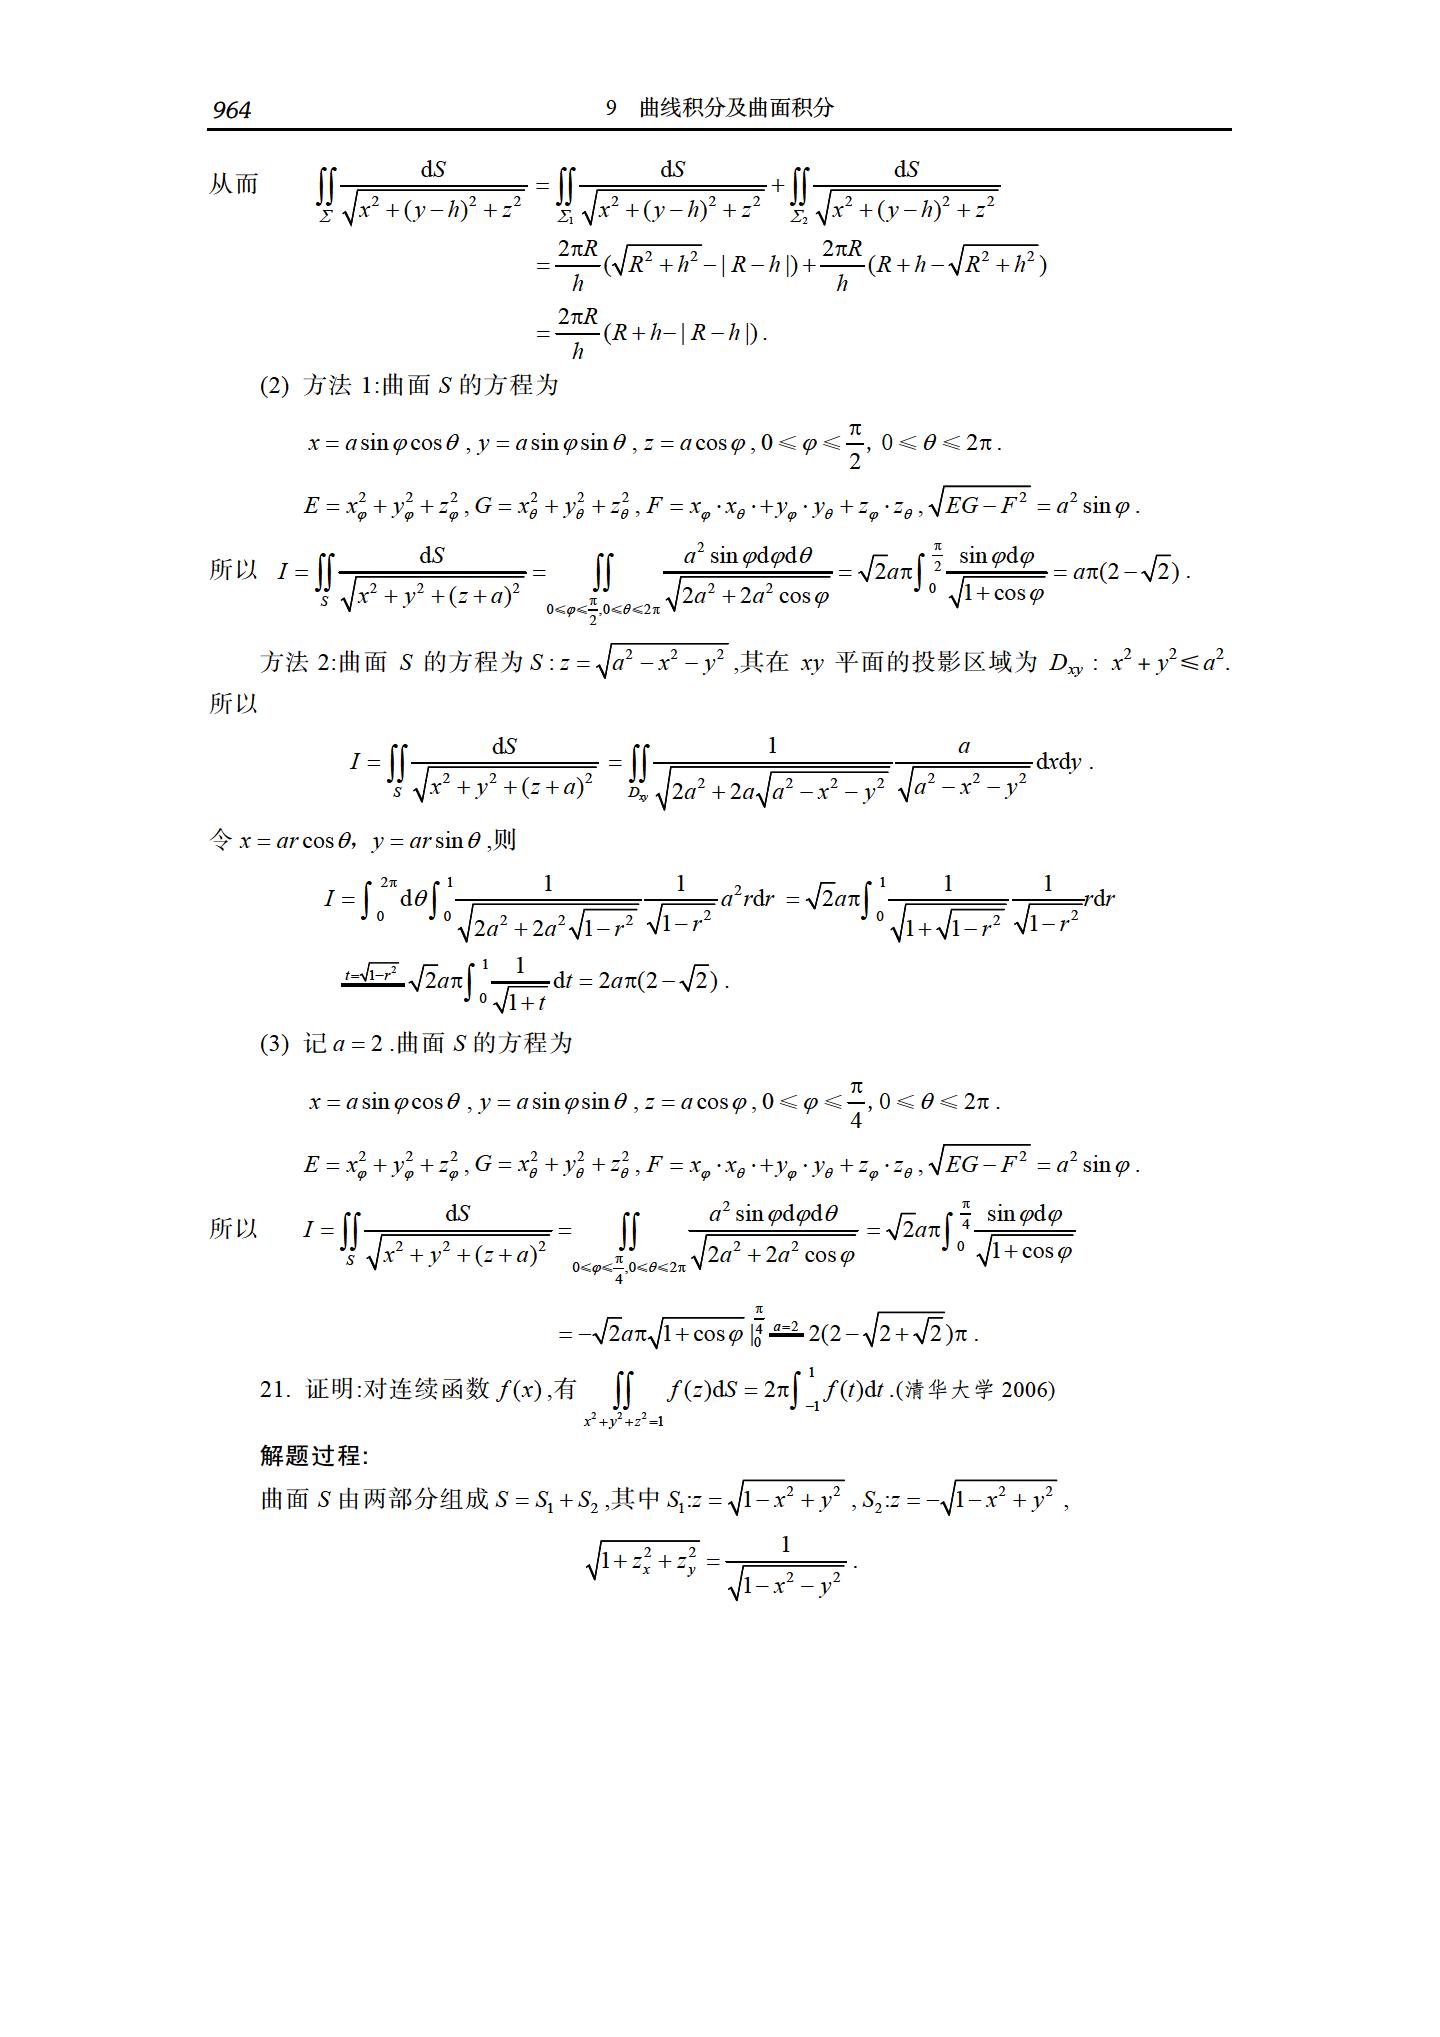 964 9 曲线积分及曲面积分
从而 $\iint\limits_{\Sigma}\frac{\mathrm{d}S}{\sqrt{x^2+(y-h)^2+z^2}}=\iint\limits_{\Sigma_1}\frac{\mathrm{d}S}{\sqrt{x^2+(y-h)^2+z^2}}+\iint\limits_{\Sigma_2}\frac{\mathrm{d}S}{\sqrt{x^2+(y-h)^2+z^2}}$
$=\frac{2\pi R}{h}(\sqrt{R^2+h^2}-|R-h|)+\frac{2\pi R}{h}(R+h-\sqrt{R^2+h^2})$
$=\frac{2\pi R}{h}(R+h-|R-h|).$
(2) 方法 1:曲面 S 的方程为
$x=a\sin\varphi\cos\theta,y=a\sin\varphi\sin\theta,z=a\cos\varphi,0\leqslant\varphi\leqslant\frac{\pi}{2},0\leqslant\theta\leqslant2\pi.$
$E=x_\varphi^2+y_\varphi^2+z_\varphi^2,G=x_\theta^2+y_\theta^2+z_\theta^2,F=x_\varphi\cdot x_\theta\cdot+y_\varphi\cdot y_\theta+z_\varphi\cdot z_\theta,\sqrt{EG-F^2}=a^2\sin\varphi.$
所以 $I=\iint\limits_{S}\frac{\mathrm{d}S}{\sqrt{x^2+y^2+(z+a)^2}}=\iint\limits_{0\leqslant\varphi\leqslant\frac{\pi}{2},0\leqslant\theta\leqslant2\pi}\frac{a^2\sin\varphi\mathrm{d}\varphi\mathrm{d}\theta}{\sqrt{2a^2+2a^2\cos\varphi}}=\sqrt{2}a\pi\int_0^{\frac{\pi}{2}}\frac{\sin\varphi\mathrm{d}\varphi}{\sqrt{1+\cos\varphi}}=a\pi(2-\sqrt{2}).$
方法 2:曲面 S 的方程为 $S:z=\sqrt{a^2-x^2-y^2}$,其在 xy 平面的投影区域为 $D_{xy}:x^2+y^2\leqslant a^2.$
所以
$I=\iint\limits_{S}\frac{\mathrm{d}S}{\sqrt{x^2+y^2+(z+a)^2}}=\iint\limits_{D_{xy}}\frac{1}{\sqrt{2a^2+2a\sqrt{a^2-x^2-y^2}}}\frac{a}{\sqrt{a^2-x^2-y^2}}\mathrm{d}x\mathrm{d}y.$
令 $x=ar\cos\theta，y=ar\sin\theta$,则
$I=\int_0^{2\pi}\mathrm{d}\theta\int_0^1\frac{1}{\sqrt{2a^2+2a^2\sqrt{1-r^2}}}\frac{1}{\sqrt{1-r^2}}a^2r\mathrm{d}r=\sqrt{2}a\pi\int_0^1\frac{1}{\sqrt{1+\sqrt{1-r^2}}}\frac{1}{\sqrt{1-r^2}}r\mathrm{d}r$
$\overset{t=\sqrt{1-r^2}}{=}\sqrt{2}a\pi\int_0^1\frac{1}{\sqrt{1+t}}\mathrm{d}t=2a\pi(2-\sqrt{2}).$
(3) 记 $a=2$.曲面 S 的方程为
$x=a\sin\varphi\cos\theta,y=a\sin\varphi\sin\theta,z=a\cos\varphi,0\leqslant\varphi\leqslant\frac{\pi}{4},0\leqslant\theta\leqslant2\pi.$
$E=x_\varphi^2+y_\varphi^2+z_\varphi^2,G=x_\theta^2+y_\theta^2+z_\theta^2,F=x_\varphi\cdot x_\theta\cdot+y_\varphi\cdot y_\theta+z_\varphi\cdot z_\theta,\sqrt{EG-F^2}=a^2\sin\varphi.$
所以 $I=\iint\limits_{S}\frac{\mathrm{d}S}{\sqrt{x^2+y^2+(z+a)^2}}=\iint\limits_{0\leqslant\varphi\leqslant\frac{\pi}{4},0\leqslant\theta\leqslant2\pi}\frac{a^2\sin\varphi\mathrm{d}\varphi\mathrm{d}\theta}{\sqrt{2a^2+2a^2\cos\varphi}}=\sqrt{2}a\pi\int_0^{\frac{\pi}{4}}\frac{\sin\varphi\mathrm{d}\varphi}{\sqrt{1+\cos\varphi}}$
$=-\sqrt{2}a\pi\sqrt{1+\cos\varphi}|_0^{\frac{\pi}{4}}\overset{a=2}{=}2(2-\sqrt{2+\sqrt{2}})\pi.$
21. 证明:对连续函数 $f(x)$,有 $\iint\limits_{x^2+y^2+z^2=1}f(z)\mathrm{d}S=2\pi\int_{-1}^1f(t)\mathrm{d}t$.(清华大学 2006)
解题过程:
曲面 S 由两部分组成 $S=S_1+S_2$,其中 $S_1:z=\sqrt{1-x^2+y^2},S_2:z=-\sqrt{1-x^2+y^2},$
$\sqrt{1+z_x^2+z_y^2}=\frac{1}{\sqrt{1-x^2-y^2}}.$